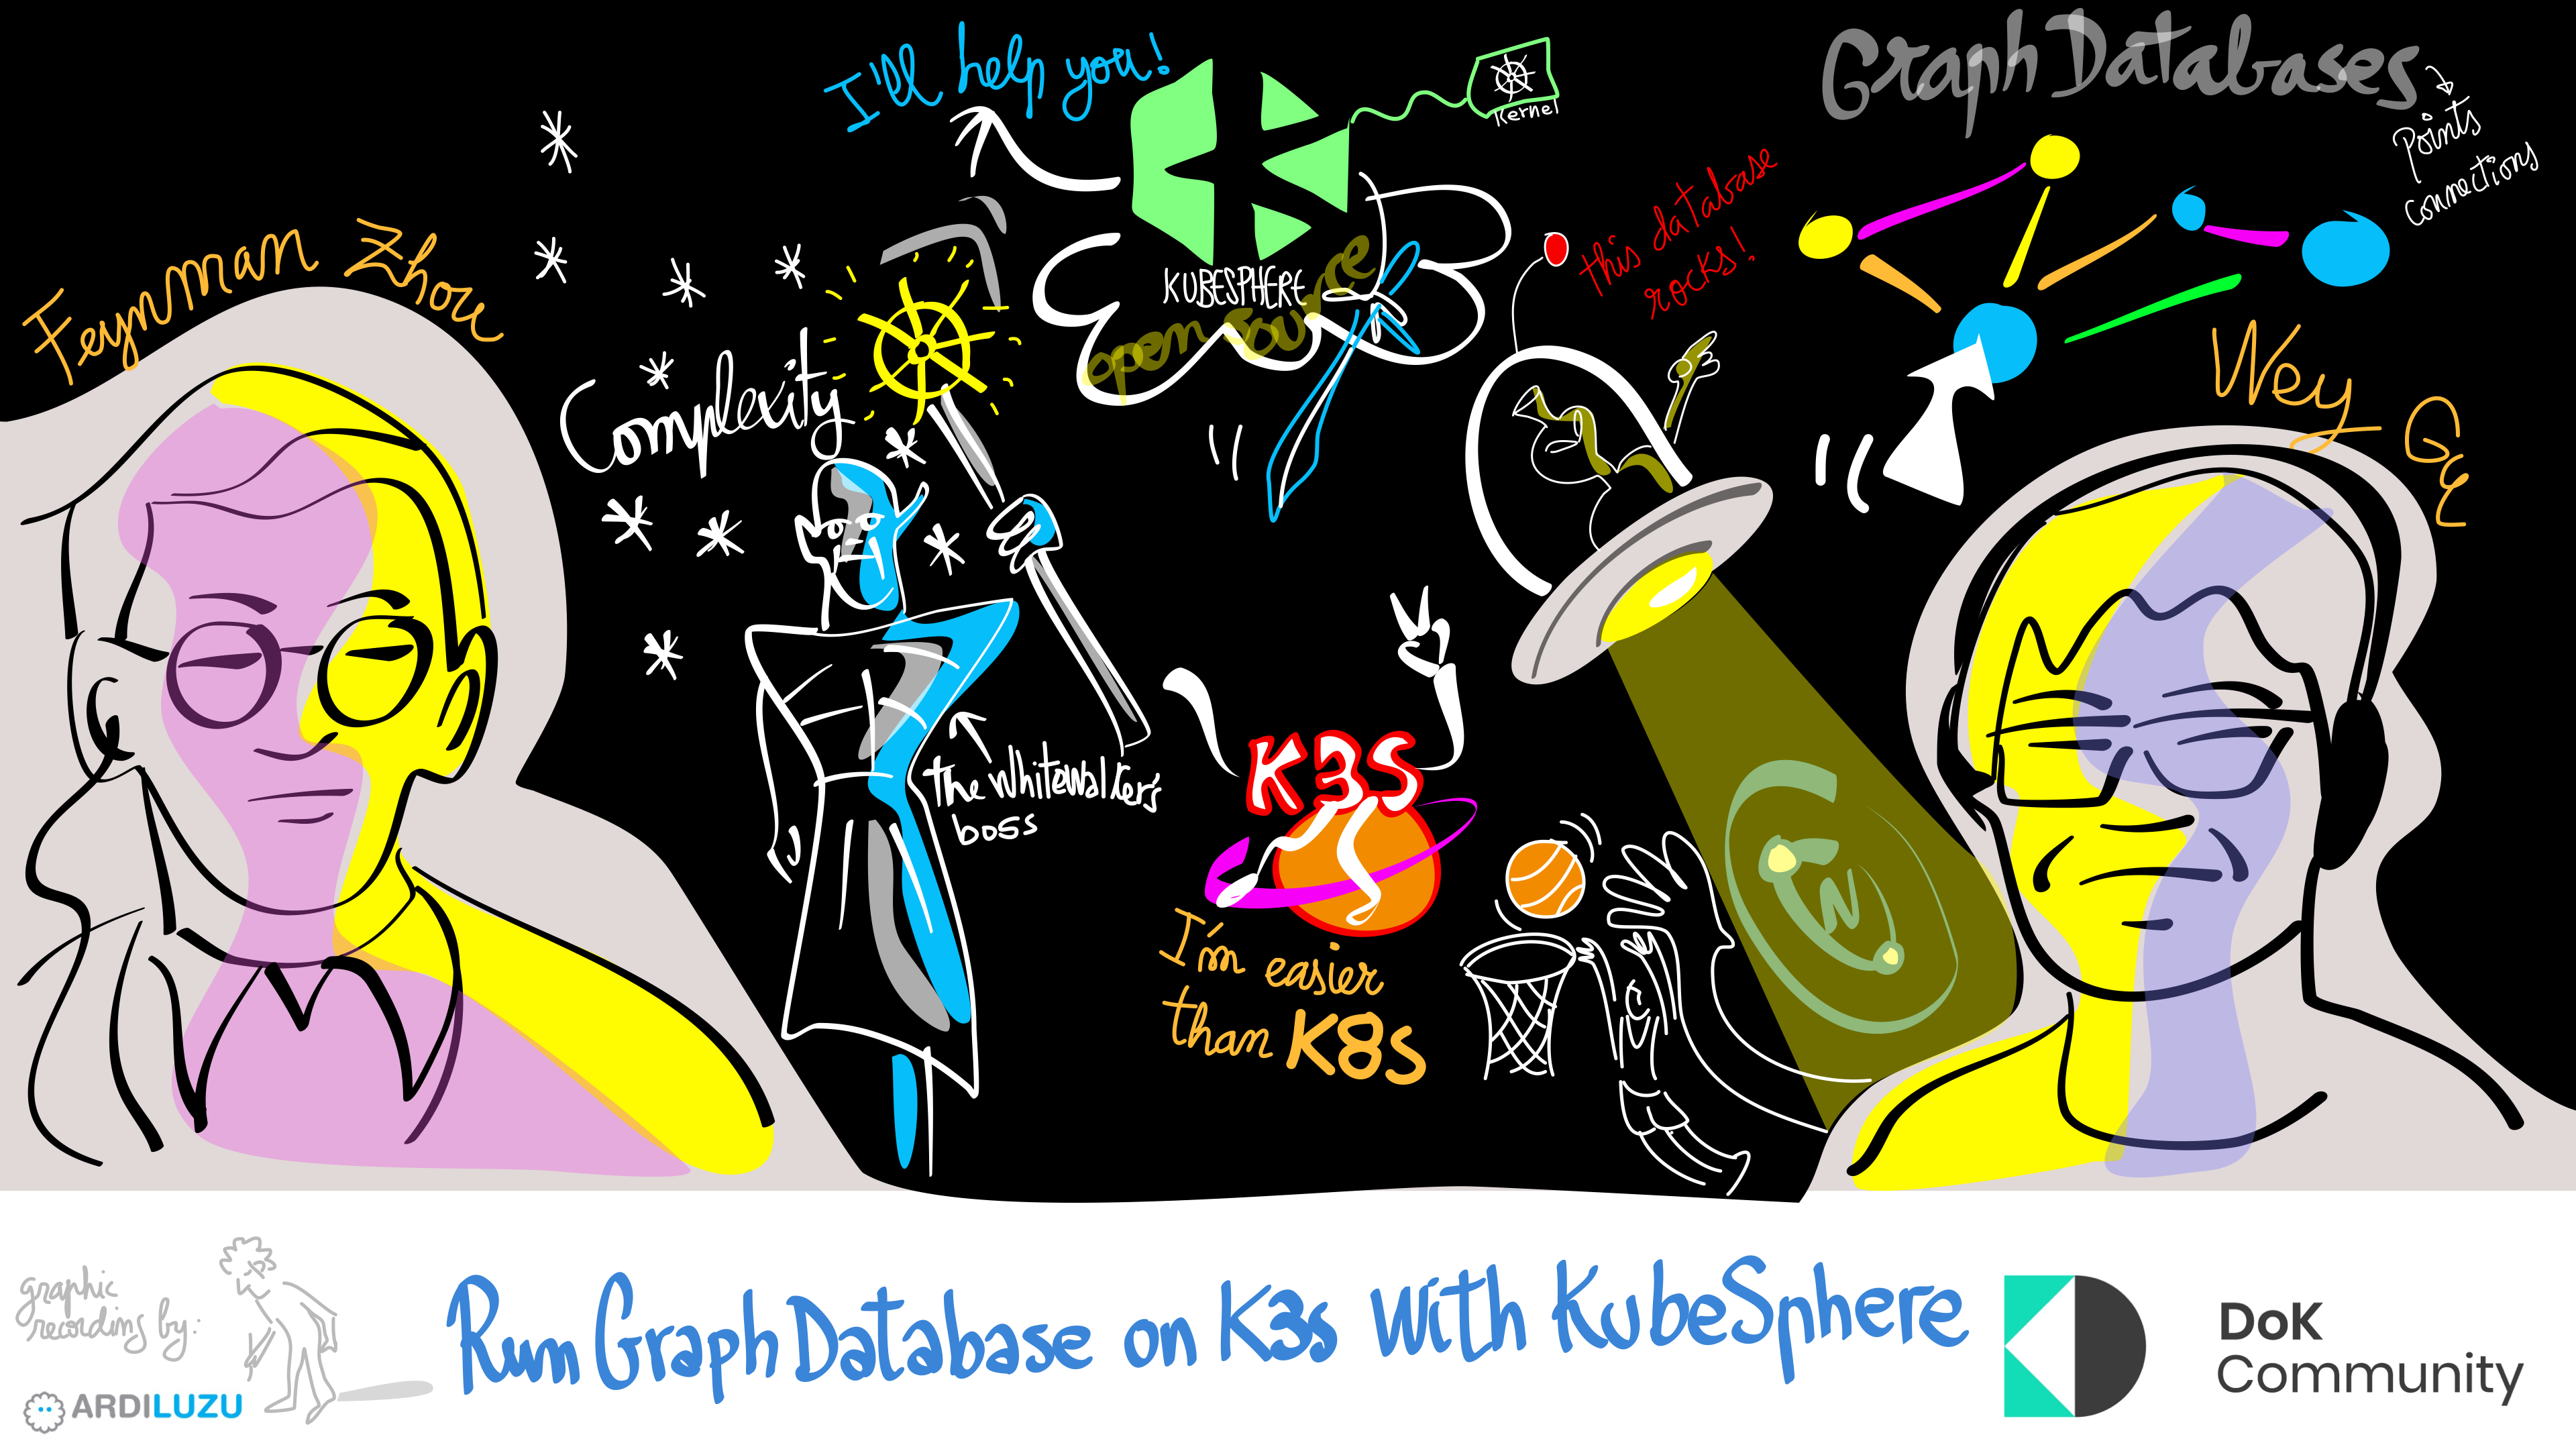 Feynman Zhou
Complexity
I'll help you!
Kernel
KUBESPHERE
open source
this database
rocks!
Graph Databases
Points
connections
Wey Gu
the Whitewalker's
boss
K3S
I'm easier
than K8s
N
graphic
recording by:
ARDILUZU
Run Graph Database on K3s With KubeSphere
DoK
Community